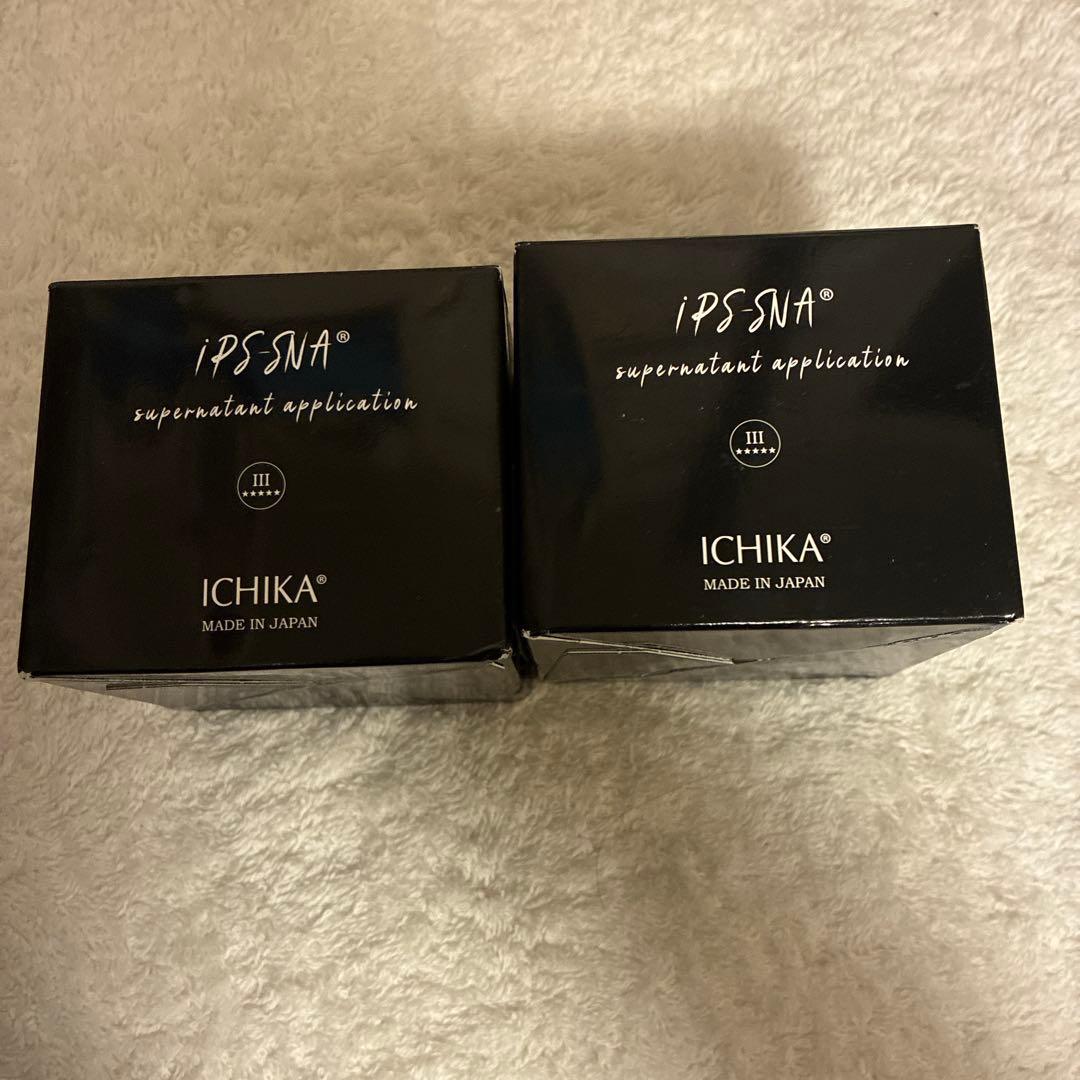 iPS-SNA®
supernatant application
III
★★★★★
ICHIKA®
MADE IN JAPAN
iPS-SNA®
supernatant application
III
★★★★★
ICHIKA®
MADE IN JAPAN